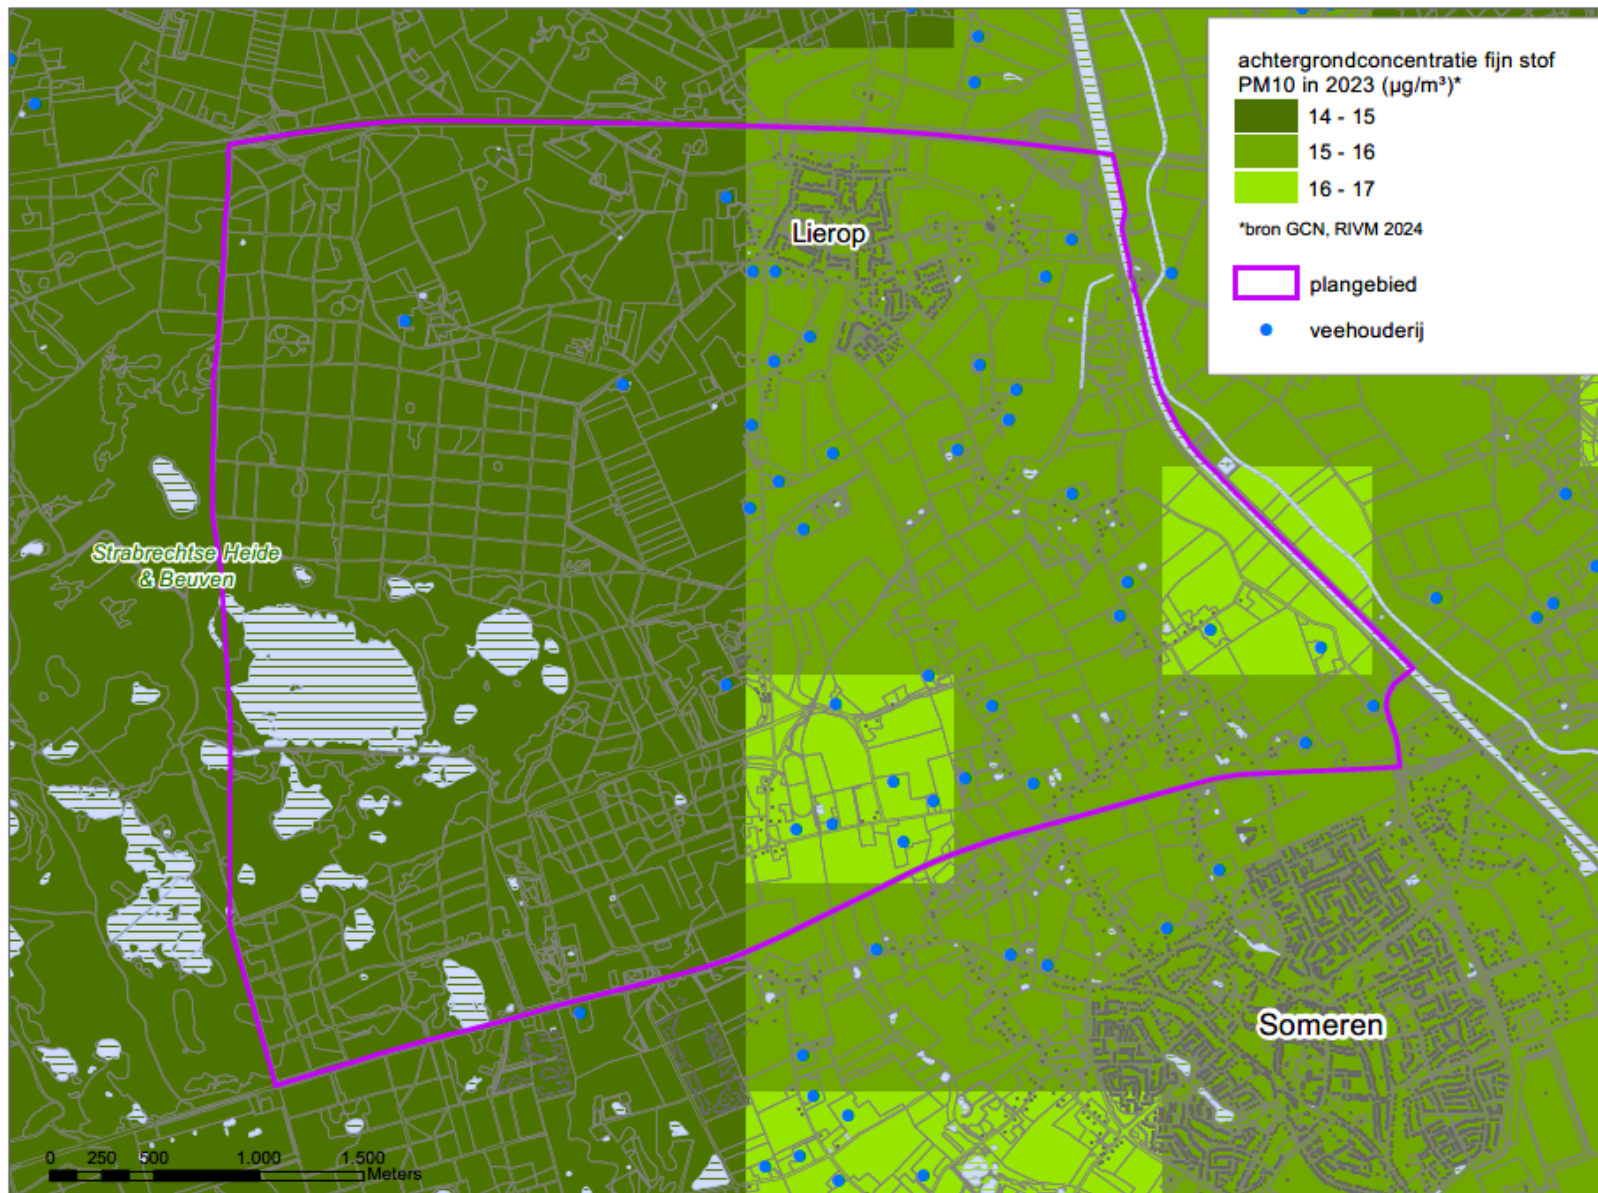 achtergrondconcentratie fijn stof
PM10 in 2023 (µg/m³)*
14 - 15
15 - 16
16 - 17
*bron GCN, RIVM 2024
plangebied
veehouderij
Lierop
Strabrechtse Heide
& Beuven
Someren
0 250 500 1.000 1.500
Meters